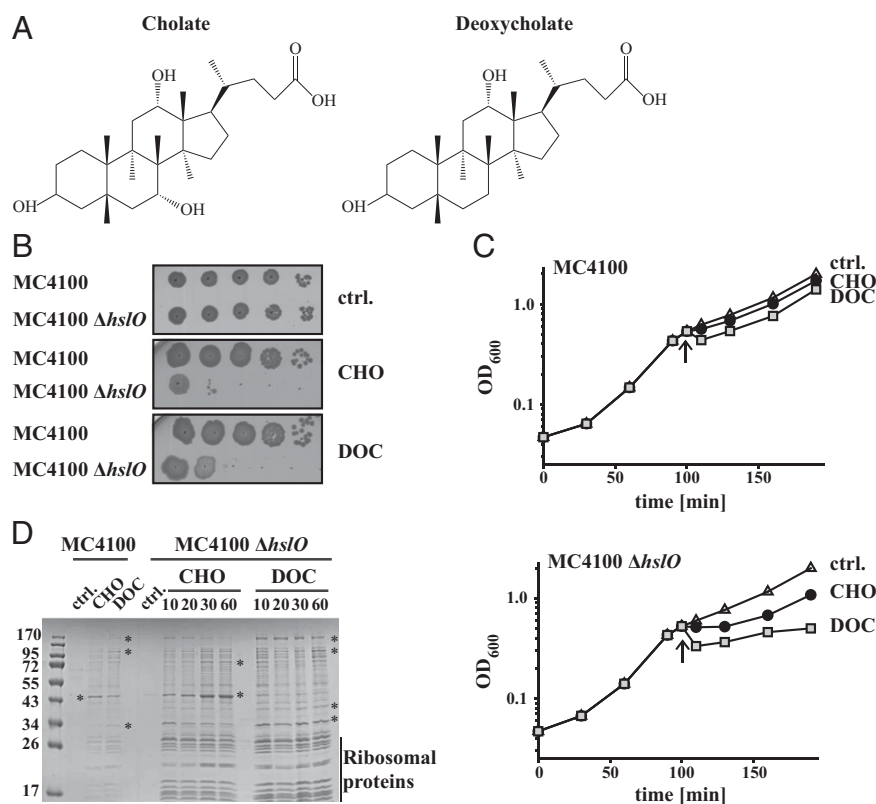 A
Cholate
Deoxycholate
OH
O
OH
HO
OH
OH
O
OH
HO
B
MC4100
MC4100 ΔhslO
ctrl.
MC4100
MC4100 ΔhslO
CHO
MC4100
MC4100 ΔhslO
DOC
C
MC4100
ctrl.
CHO
DOC
1.0
0.1
OD600
0 50 100 150
time [min]
MC4100 ΔhslO
ctrl.
CHO
DOC
1.0
0.1
OD600
0 50 100 150
time [min]
D
MC4100
MC4100 ΔhslO
CHO
DOC
ctrl. CHO DOC ctrl. 10 20 30 60 10 20 30 60
170
95
72
55
43
34
26
17
*
*
*
*
*
*
*
*
*
*
Ribosomal
proteins